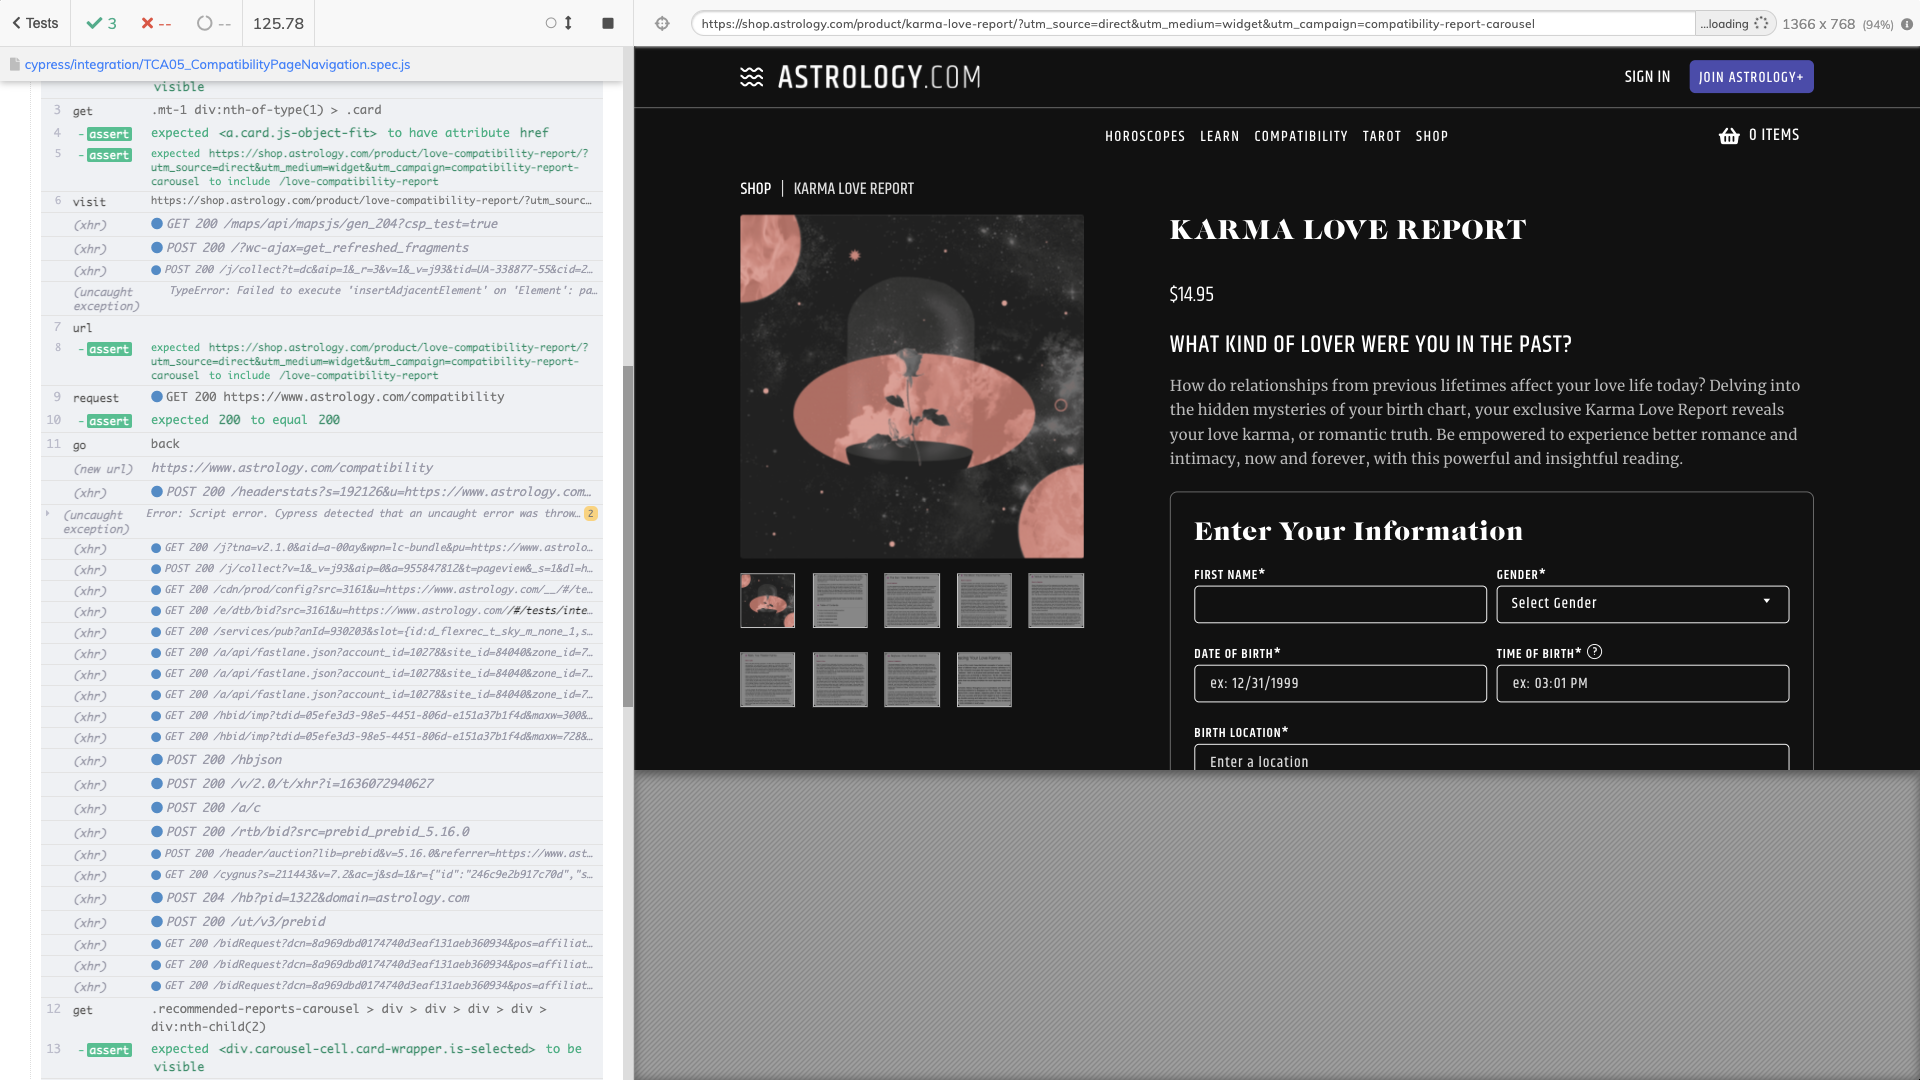 Tests
3
--
--
125.78
https://shop.astrology.com/product/karma-love-report/?utm_source=direct&utm_medium=widget&utm_campaign=compatibility-report-carousel
...loading
1366 x 768 (94%)
cypress/integration/TCA05_CompatibilityPageNavigation.spec.js
visible
3 get .mt-1 div:nth-of-type(1) > .card
4 -assert expected <a.card.js-object-fit> to have attribute href
5 -assert expected https://shop.astrology.com/product/love-compatibility-report/?
utm_source=direct&utm_medium=widget&utm_campaign=compatibility-report-
carousel to include /love-compatibility-report
6 visit https://shop.astrology.com/product/love-compatibility-report/?utm_sourc…
(xhr) GET 200 /maps/api/mapsjs/gen_204?csp_test=true
(xhr) POST 200 /?wc-ajax=get_refreshed_fragments
(xhr) POST 200 /j/collect?t=dc&aip=1&_r=3&v=1&_v=j93&tid=UA-338877-55&cid=2…
(uncaught TypeError: Failed to execute 'insertAdjacentElement' on 'Element': pa…
exception)
7 url
8 -assert expected https://shop.astrology.com/product/love-compatibility-report/?
utm_source=direct&utm_medium=widget&utm_campaign=compatibility-report-
carousel to include /love-compatibility-report
9 request GET 200 https://www.astrology.com/compatibility
10 -assert expected 200 to equal 200
11 go back
(new url) https://www.astrology.com/compatibility
(xhr) POST 200 /headerstats?s=192126&u=https://www.astrology.com…
(uncaught Error: Script error. Cypress detected that an uncaught error was throw… 2
exception)
(xhr) GET 200 /j?tna=v2.1.0&aid=a-00ay&wpn=lc-bundle&pu=https://www.astrolo…
(xhr) POST 200 /j/collect?v=1&_v=j93&aip=0&a=955847812&t=pageview&_s=1&dl=h…
(xhr) GET 200 /cdn/prod/config?src=3161&u=https://www.astrology.com/__/#/te…
(xhr) GET 200 /e/dtb/bid?src=3161&u=https://www.astrology.com//#/tests/inte…
(xhr) GET 200 /services/pub?anId=930203&slot={id:d_flexrec_t_sky_m_none_1,s…
(xhr) GET 200 /a/api/fastlane.json?account_id=10278&site_id=84040&zone_id=7…
(xhr) GET 200 /a/api/fastlane.json?account_id=10278&site_id=84040&zone_id=7…
(xhr) GET 200 /a/api/fastlane.json?account_id=10278&site_id=84040&zone_id=7…
(xhr) GET 200 /hbid/imp?tdid=05efe3d3-98e5-4451-806d-e151a37b1f4d&maxw=300&…
(xhr) GET 200 /hbid/imp?tdid=05efe3d3-98e5-4451-806d-e151a37b1f4d&maxw=728&…
(xhr) POST 200 /hbjson
(xhr) POST 200 /v/2.0/t/xhr?i=1636072940627
(xhr) POST 200 /a/c
(xhr) POST 200 /rtb/bid?src=prebid_prebid_5.16.0
(xhr) POST 200 /header/auction?lib=prebid&v=5.16.0&referrer=https://www.ast…
(xhr) GET 200 /cygnus?s=211443&v=7.2&ac=j&sd=1&r={"id":"246c9e2b917c70d","s…
(xhr) POST 204 /hb?pid=1322&domain=astrology.com
(xhr) POST 200 /ut/v3/prebid
(xhr) GET 200 /bidRequest?dcn=8a969dbd0174740d3eaf131aeb360934&pos=affiliat…
(xhr) GET 200 /bidRequest?dcn=8a969dbd0174740d3eaf131aeb360934&pos=affiliat…
(xhr) GET 200 /bidRequest?dcn=8a969dbd0174740d3eaf131aeb360934&pos=affiliat…
12 get .recommended-reports-carousel > div > div > div > div >
div:nth-child(2)
13 -assert expected <div.carousel-cell.card-wrapper.is-selected> to be
visible
ASTROLOGY.COM
SIGN IN
JOIN ASTROLOGY+
HOROSCOPES LEARN COMPATIBILITY TAROT SHOP
0 ITEMS
SHOP | KARMA LOVE REPORT
KARMA LOVE REPORT
$14.95
WHAT KIND OF LOVER WERE YOU IN THE PAST?
How do relationships from previous lifetimes affect your love life today? Delving into
the hidden mysteries of your birth chart, your exclusive Karma Love Report reveals
your love karma, or romantic truth. Be empowered to experience better romance and
intimacy, now and forever, with this powerful and insightful reading.
Enter Your Information
FIRST NAME* GENDER*
Select Gender
DATE OF BIRTH* TIME OF BIRTH* ?
ex: 12/31/1999 ex: 03:01 PM
BIRTH LOCATION*
Enter a location